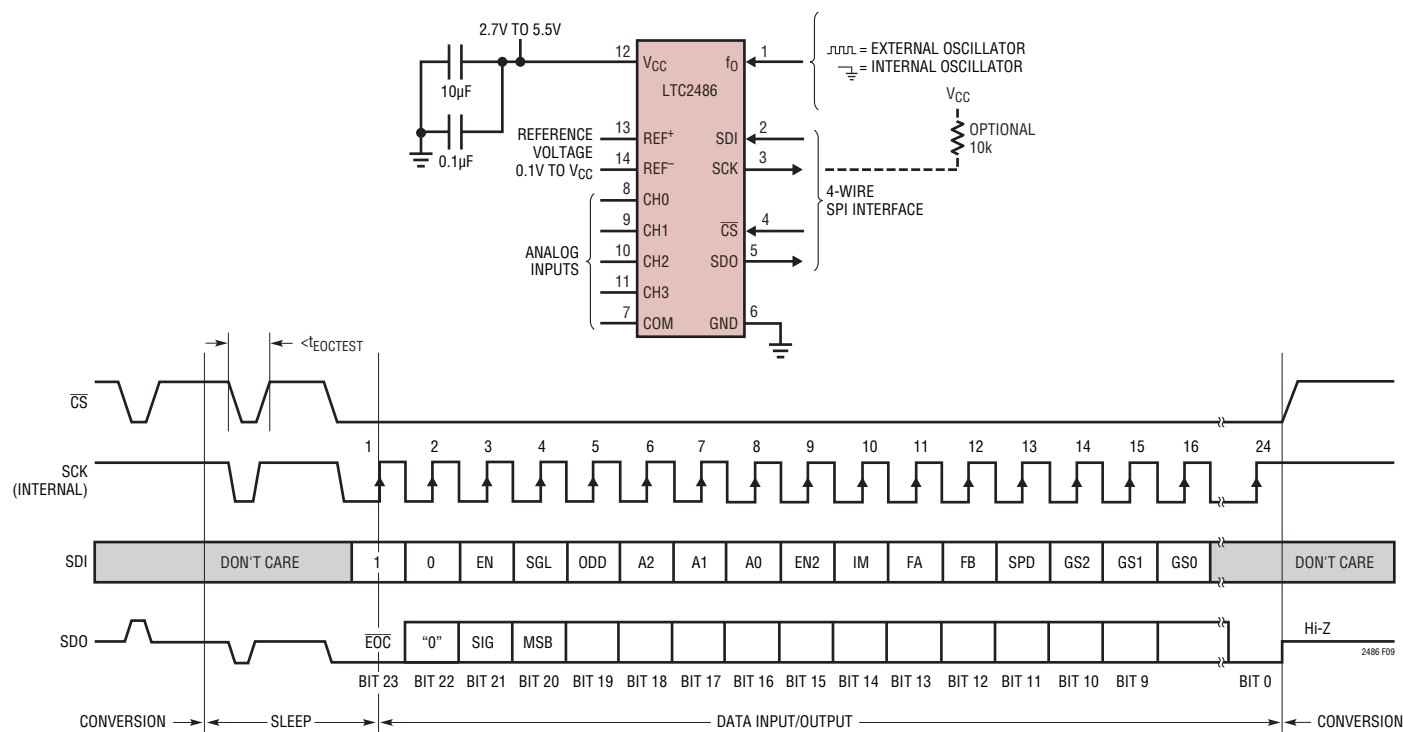 2.7V TO 5.5V
10µF
0.1µF
REFERENCE
VOLTAGE
0.1V TO VCC
ANALOG
INPUTS
12
VCC
13
REF+
14
REF–
8
CH0
9
CH1
10
CH2
11
CH3
7
COM
LTC2486
fO
1
SDI
2
SCK
3
CS
4
SDO
5
GND
6
= EXTERNAL OSCILLATOR
= INTERNAL OSCILLATOR
VCC
OPTIONAL
10k
4-WIRE
SPI INTERFACE
<tEOCTEST
CS
1 2 3 4 5 6 7 8 9 10 11 12 13 14 15 16 24
SCK
(INTERNAL)
SDI DON'T CARE 1 0 EN SGL ODD A2 A1 A0 EN2 IM FA FB SPD GS2 GS1 GS0 DON'T CARE
SDO EOC “0” SIG MSB Hi-Z
2486 F09
BIT 23 BIT 22 BIT 21 BIT 20 BIT 19 BIT 18 BIT 17 BIT 16 BIT 15 BIT 14 BIT 13 BIT 12 BIT 11 BIT 10 BIT 9 BIT 0
CONVERSION SLEEP DATA INPUT/OUTPUT CONVERSION